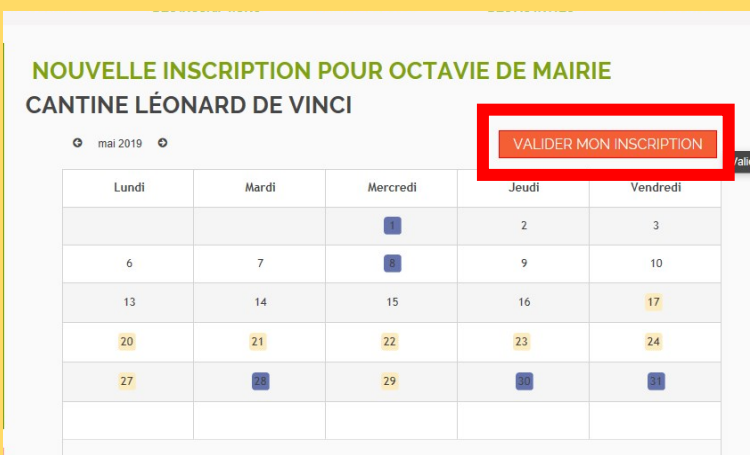 NOUVELLE INSCRIPTION POUR OCTAVIE DE MAIRIE
CANTINE LÉONARD DE VINCI
mai 2019
VALIDER MON INSCRIPTION
Lundi Mardi Mercredi Jeudi Vendredi
1 2 3
6 7 8 9 10
13 14 15 16 17
20 21 22 23 24
27 28 29 30 31